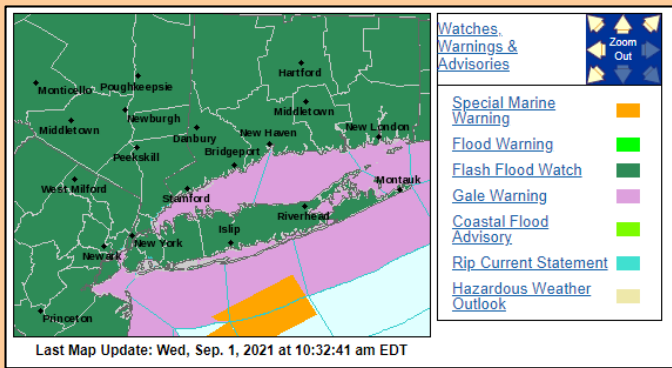 Monticello
Poughkeepsie
Hartford
Newburgh
Middletown
Middletown
Danbury
New Haven
New London
Peekskill
Bridgeport
West Milford
Stamford
Montauk
Riverhead
Islip
New York
Newark
Princeton
Last Map Update: Wed, Sep. 1, 2021 at 10:32:41 am EDT
Watches,
Warnings &
Advisories
Zoom
Out
Special Marine
Warning
Flood Warning
Flash Flood Watch
Gale Warning
Coastal Flood
Advisory
Rip Current Statement
Hazardous Weather
Outlook